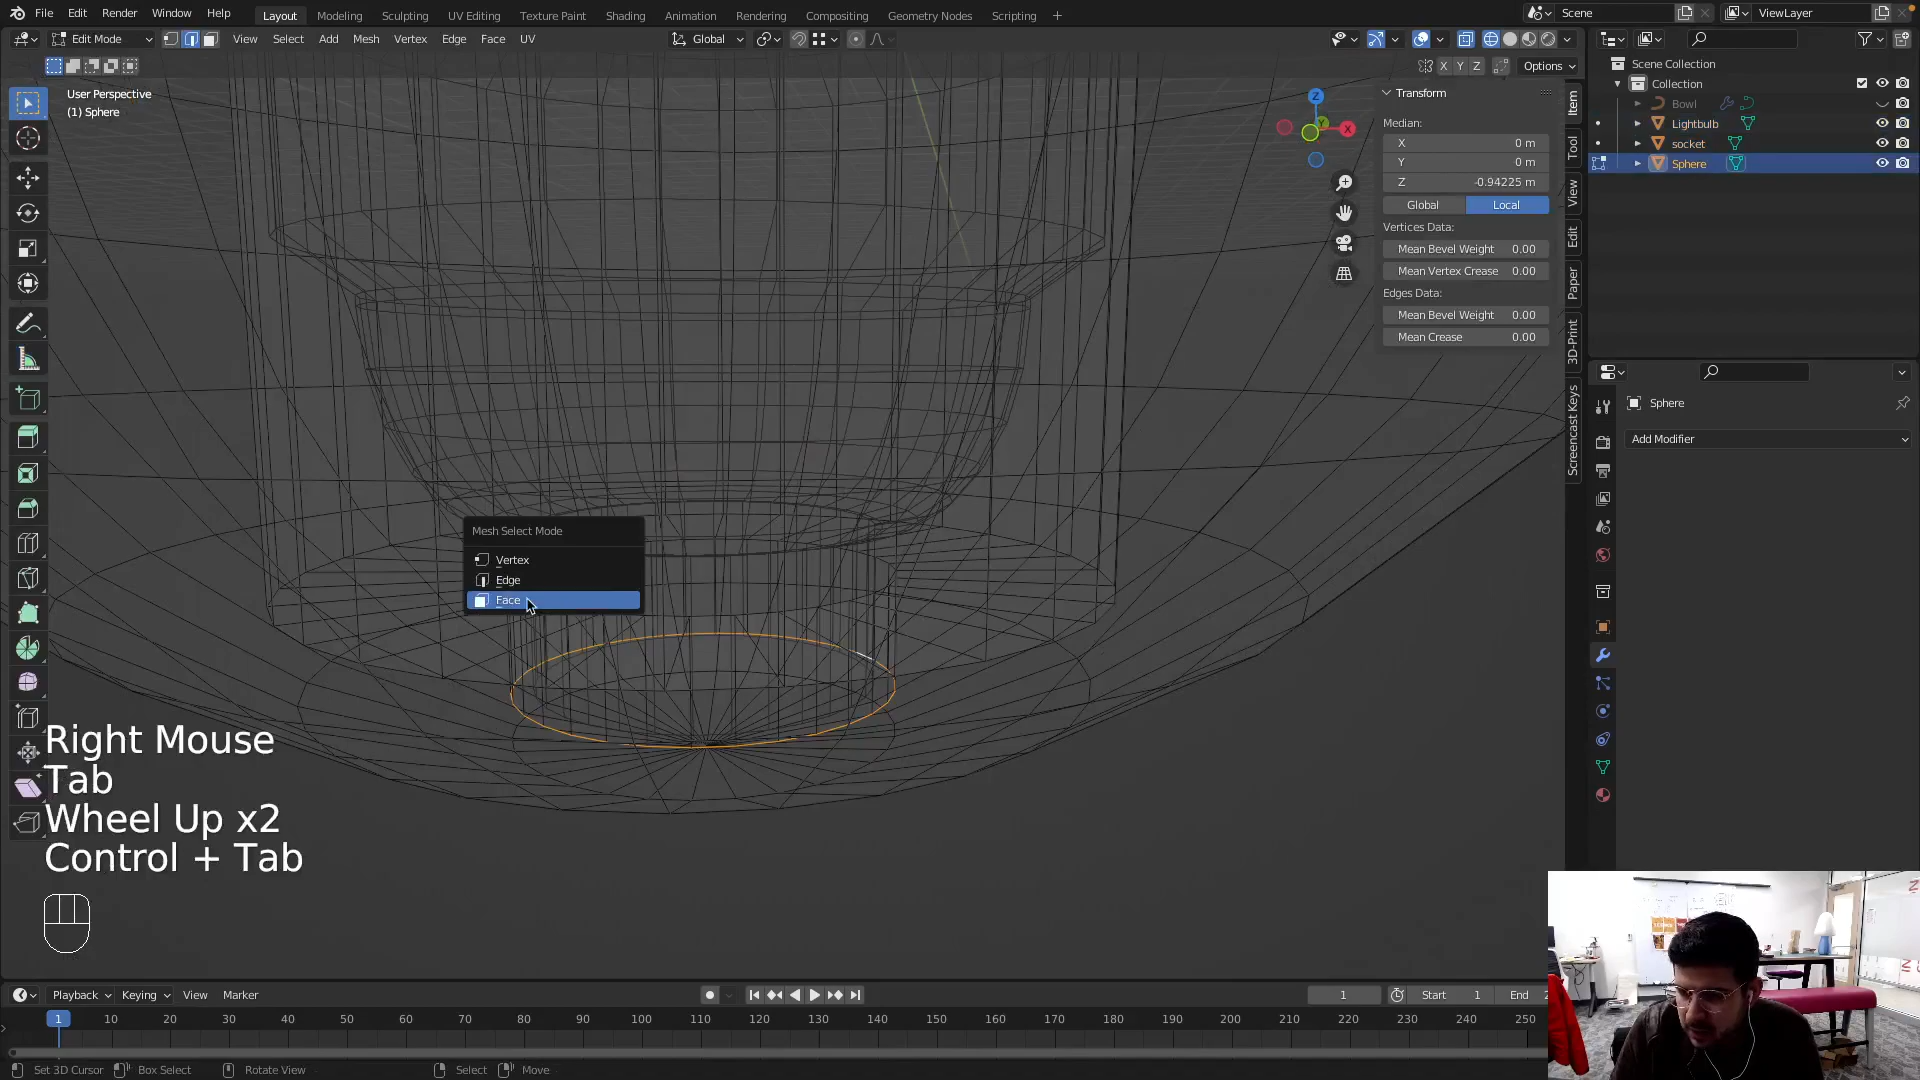 File Edit Render Window Help
Layout Modeling Sculpting UV Editing Texture Paint Shading Animation Rendering Compositing Geometry Nodes Scripting +
Scene
ViewLayer
Edit Mode View Select Add Mesh Vertex Edge Face UV
Global
X Y Z Options
User Perspective
(1) Sphere
Z
X
Transform
Median:
X 0 m
Y 0 m
Z -0.94225 m
Global Local
Vertices Data:
Mean Bevel Weight 0.00
Mean Vertex Crease 0.00
Edges Data:
Mean Bevel Weight 0.00
Mean Crease 0.00
Item
Tool
View
Edit
Paper
3D-Print
Screencast Keys
Scene Collection
Collection
Bowl
Lightbulb
socket
Sphere
Sphere
Add Modifier
Mesh Select Mode
Vertex
Edge
Face
Right Mouse
Tab
Wheel Up x2
Control + Tab
Playback Keying View Marker
1
Start 1
End 2
1 10 20 30 40 50 60 70 80 90 100 110 120 130 140 150 160 170 180 190 200 210 220 230 240 250
Set 3D Cursor Box Select Rotate View Select Move